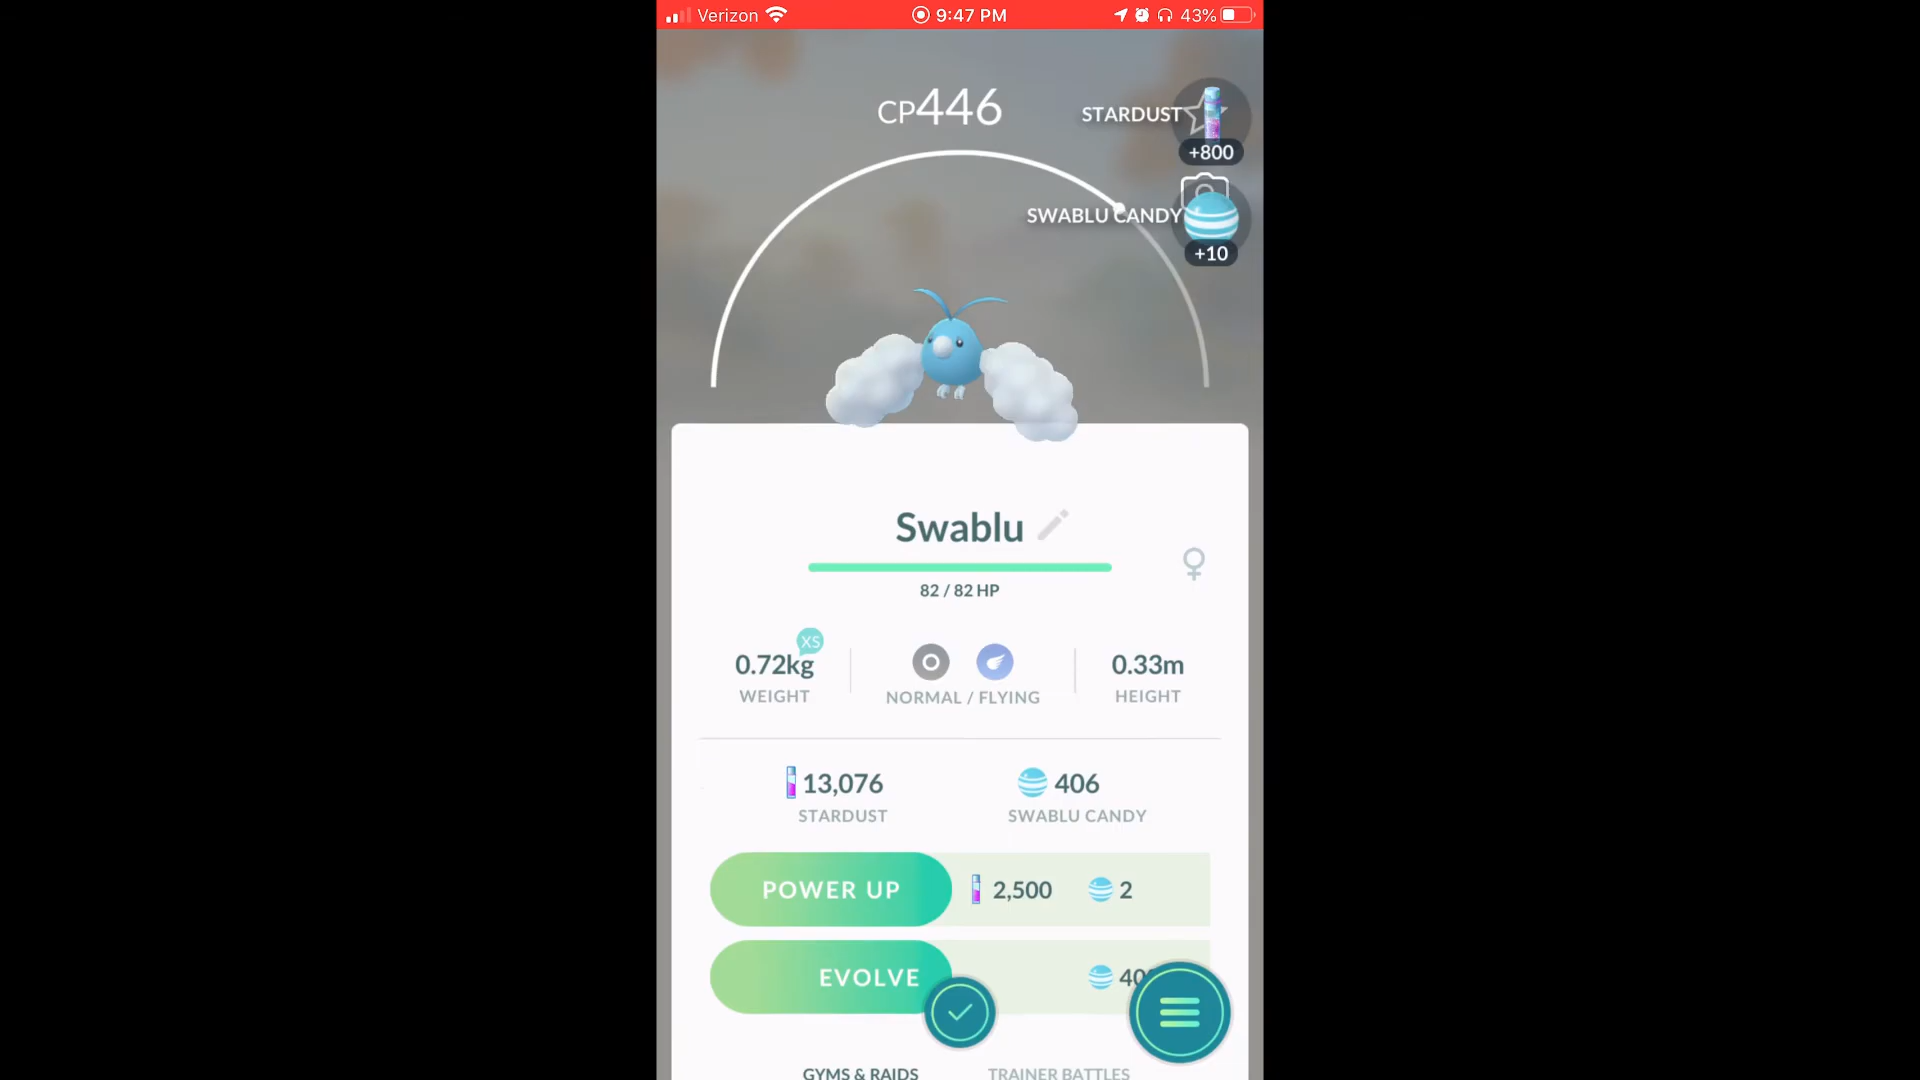 Verizon 9:47 PM 43%
CP446
STARDUST
+800
SWABLU CANDY
+10
Swablu
82 / 82 HP
XS
0.72kg
WEIGHT
NORMAL / FLYING
0.33m
HEIGHT
13,076
STARDUST
406
SWABLU CANDY
POWER UP 2,500 2
EVOLVE
GYMS & RAIDS TRAINER BATTLES